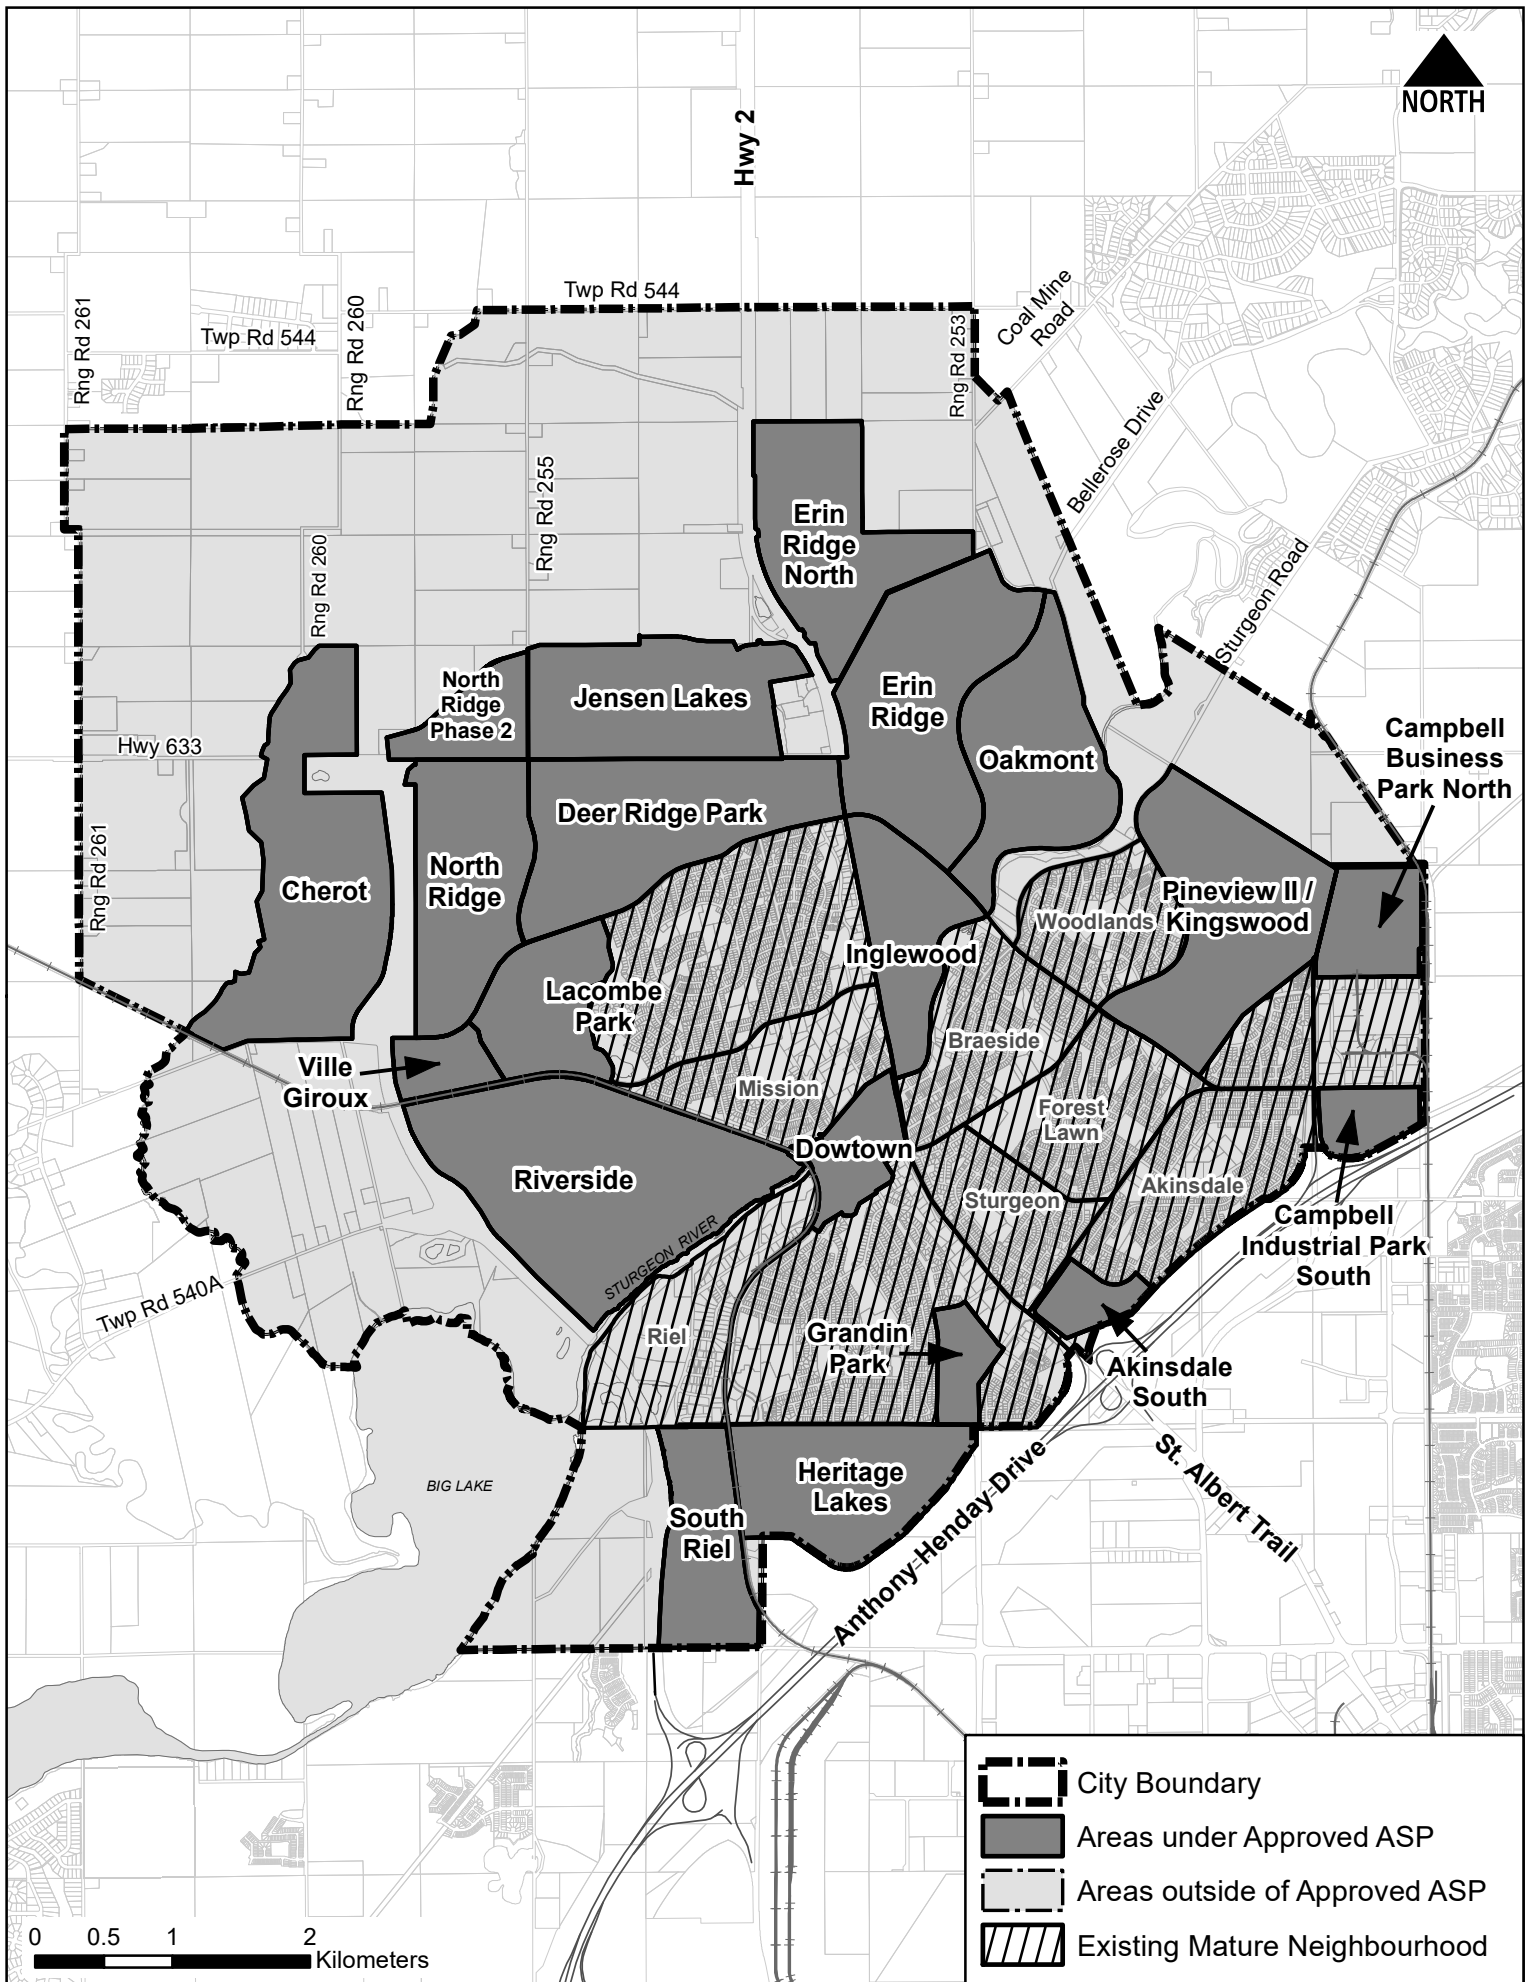 NORTH
Hwy 2
Twp Rd 544
Twp Rd 544
Rng Rd 261
Rng Rd 260
Rng Rd 253
Coal Mine
Road
Bellerose Drive
Rng Rd 255
Erin
Ridge
North
Rng Rd 260
Sturgeon Road
North
Ridge
Phase 2
Jensen Lakes
Erin
Ridge
Hwy 633
Oakmont
Campbell
Business
Park North
Deer Ridge Park
Rng Rd 261
Cherot
North
Ridge
Woodlands
Pineview II /
Kingswood
Inglewood
Lacombe
Park
Braeside
Ville
Giroux
Mission
Forest
Lawn
Dowtown
Riverside
Sturgeon
Akinsdale
STURGEON RIVER
Campbell
Industrial Park
South
Twp Rd 540A
Riel
Grandin
Park
Akinsdale
South
BIG LAKE
Heritage
Lakes
South
Riel
Anthony Henday Drive
St. Albert Trail
City Boundary
Areas under Approved ASP
Areas outside of Approved ASP
Existing Mature Neighbourhood
0 0.5 1 2
Kilometers